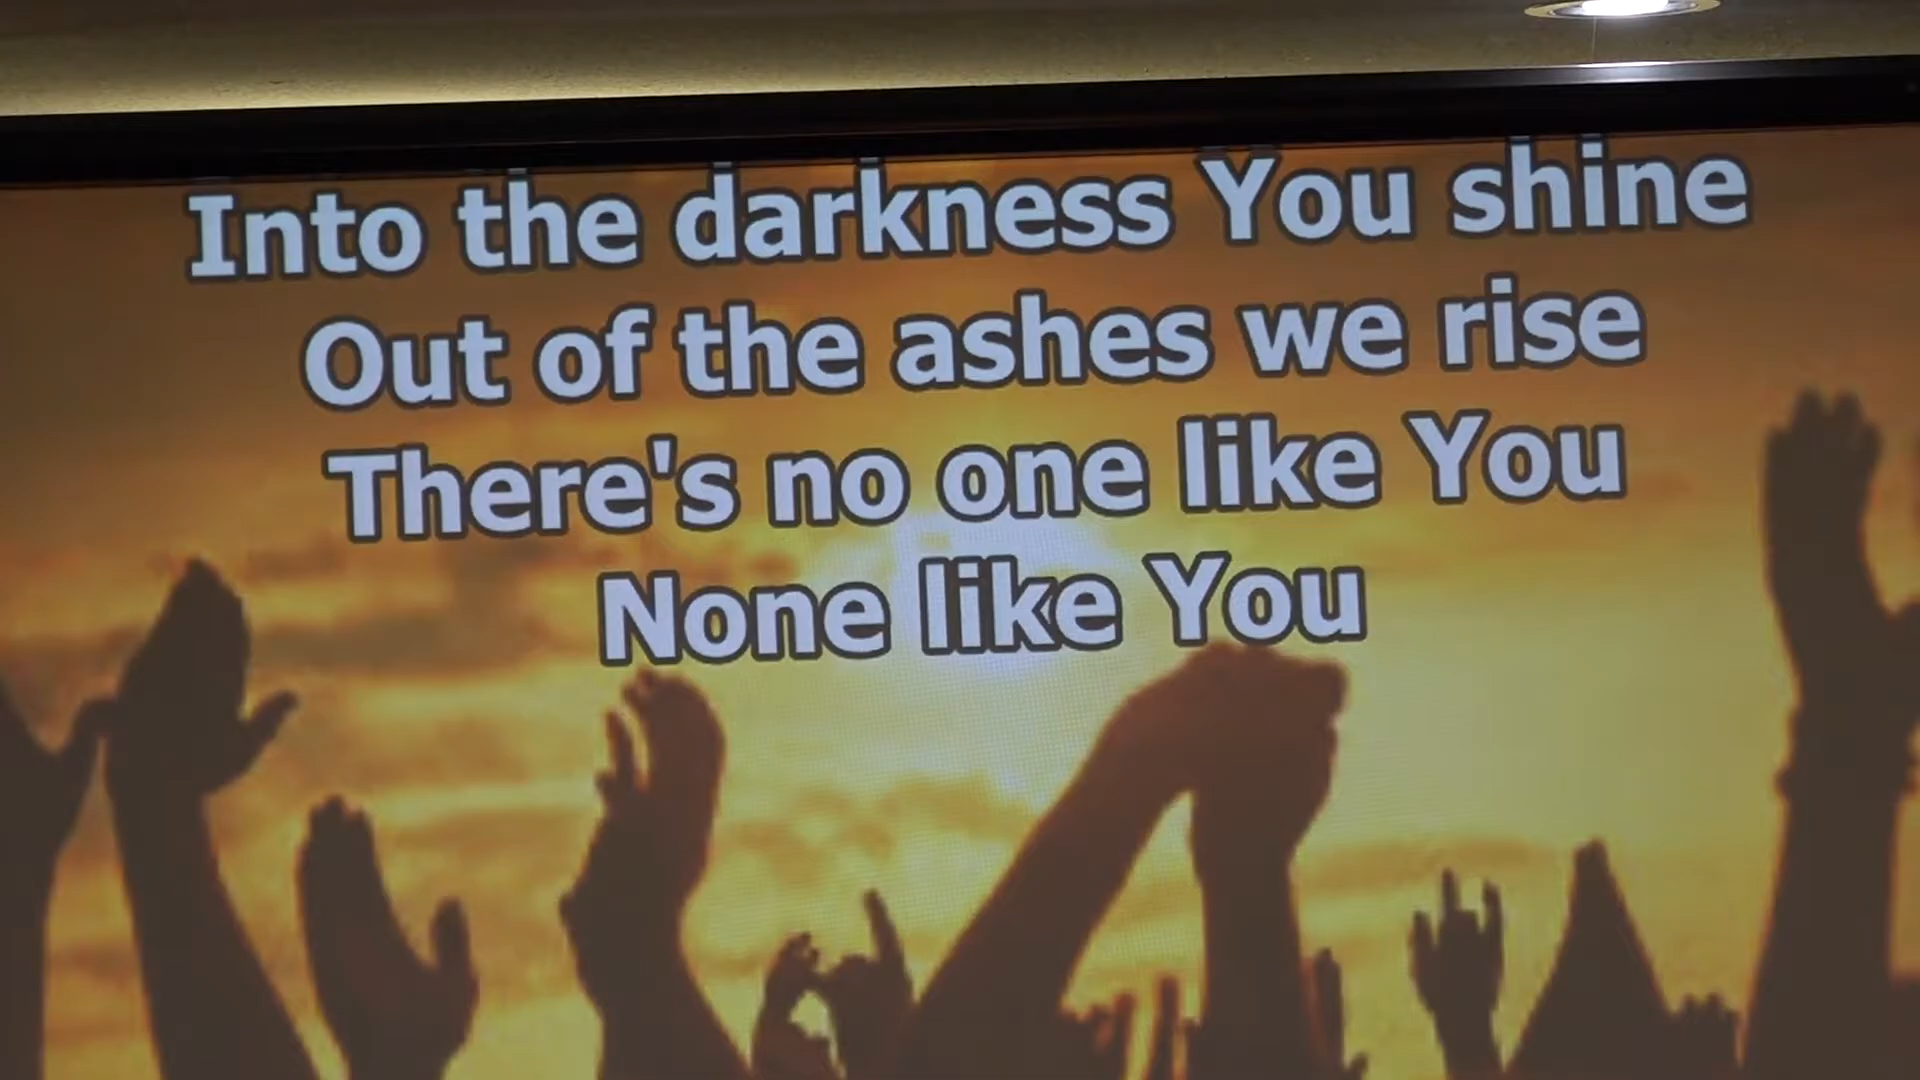 Into the darkness You shine
Out of the ashes we rise
There's no one like You
None like You